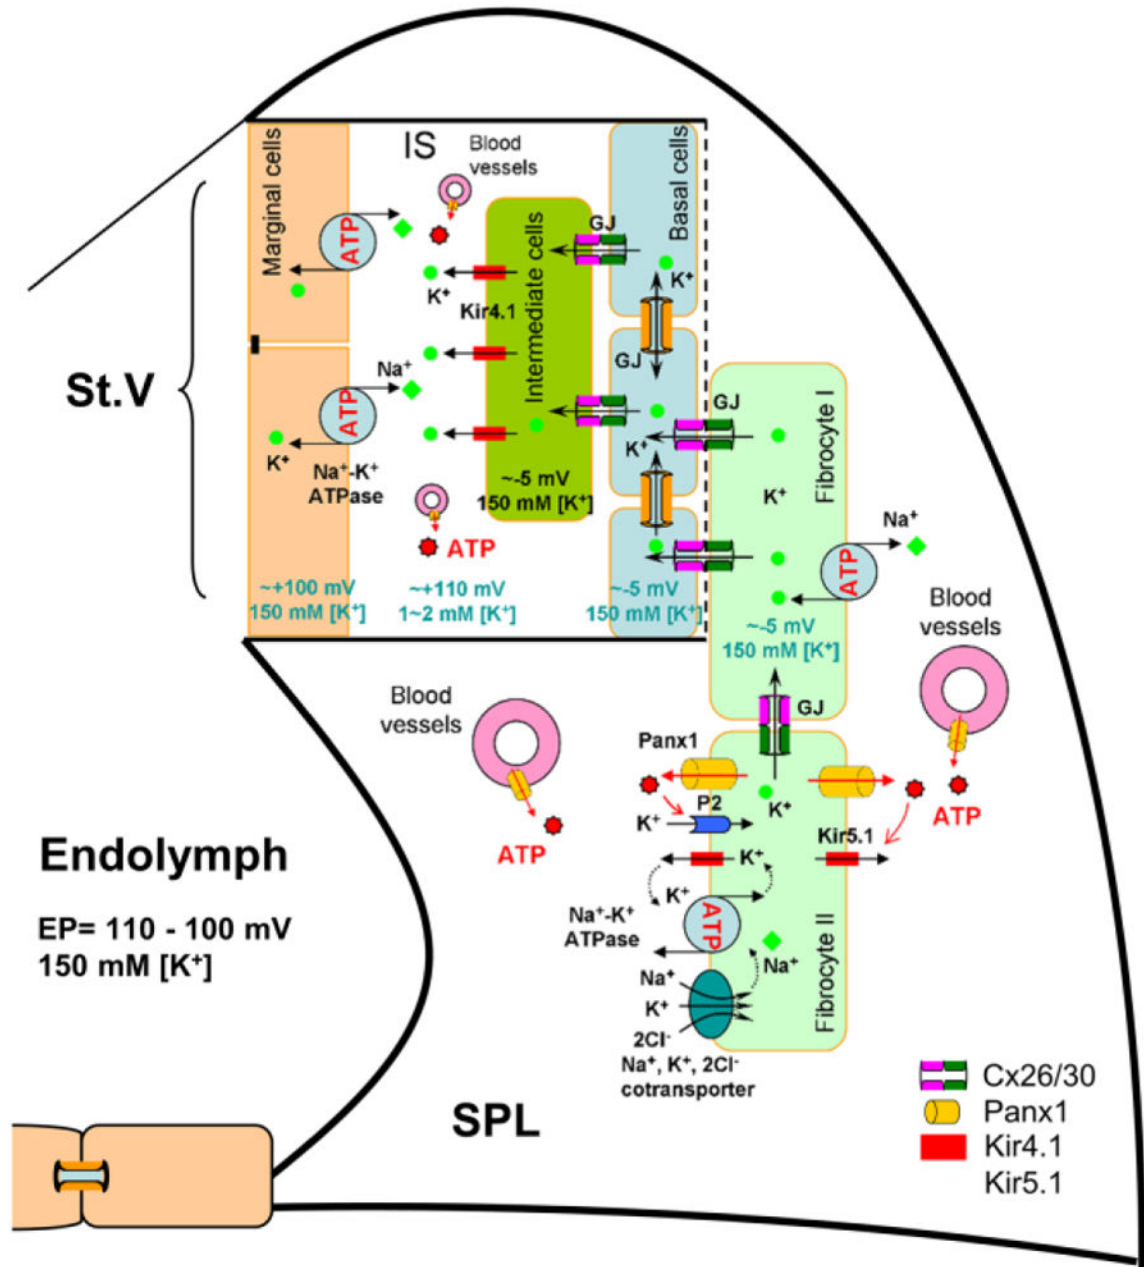 IS
Blood
vessels
Marginal cells
Basal cells
GJ
ATP
Intermediate cells
K⁺
K⁺
Kir4.1
GJ
St.V
Na⁺
ATP
GJ
Fibrocyte I
K⁺
K⁺
Na⁺-K⁺
ATPase
~-5 mV
150 mM [K⁺]
K⁺
Na⁺
ATP
ATP
~+100 mV
150 mM [K⁺]
~+110 mV
1~2 mM [K⁺]
~-5 mV
150 mM [K⁺]
~-5 mV
150 mM [K⁺]
Blood
vessels
Blood
vessels
GJ
Panx1
P2
K⁺
K⁺
ATP
ATP
Kir5.1
K⁺
K⁺
Endolymph
EP= 110 - 100 mV
150 mM [K⁺]
Na⁺-K⁺
ATPase
ATP
Na⁺
Fibrocyte II
Na⁺
K⁺
2Cl⁻
Na⁺, K⁺, 2Cl⁻
cotransporter
SPL
Cx26/30
Panx1
Kir4.1
Kir5.1